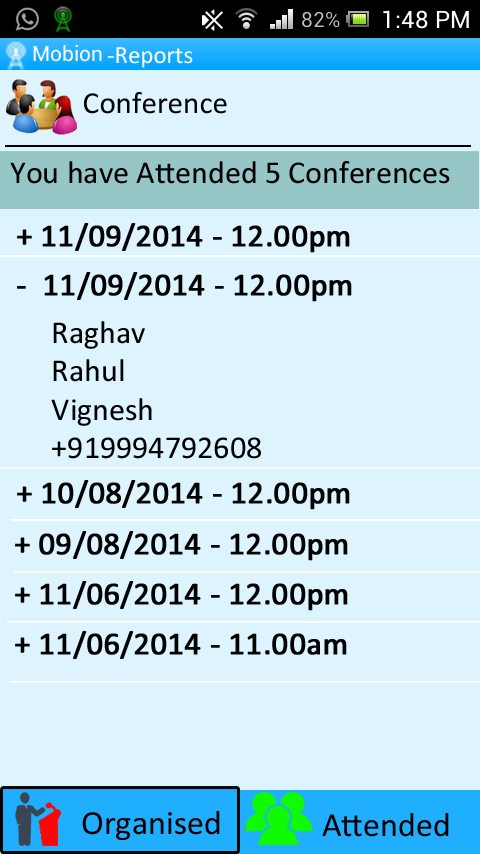 82% 1:48 PM
Mobion -Reports
Conference
You have Attended 5 Conferences
+ 11/09/2014 - 12.00pm
- 11/09/2014 - 12.00pm
Raghav
Rahul
Vignesh
+919994792608
+ 10/08/2014 - 12.00pm
+ 09/08/2014 - 12.00pm
+ 11/06/2014 - 12.00pm
+ 11/06/2014 - 11.00am
Organised Attended